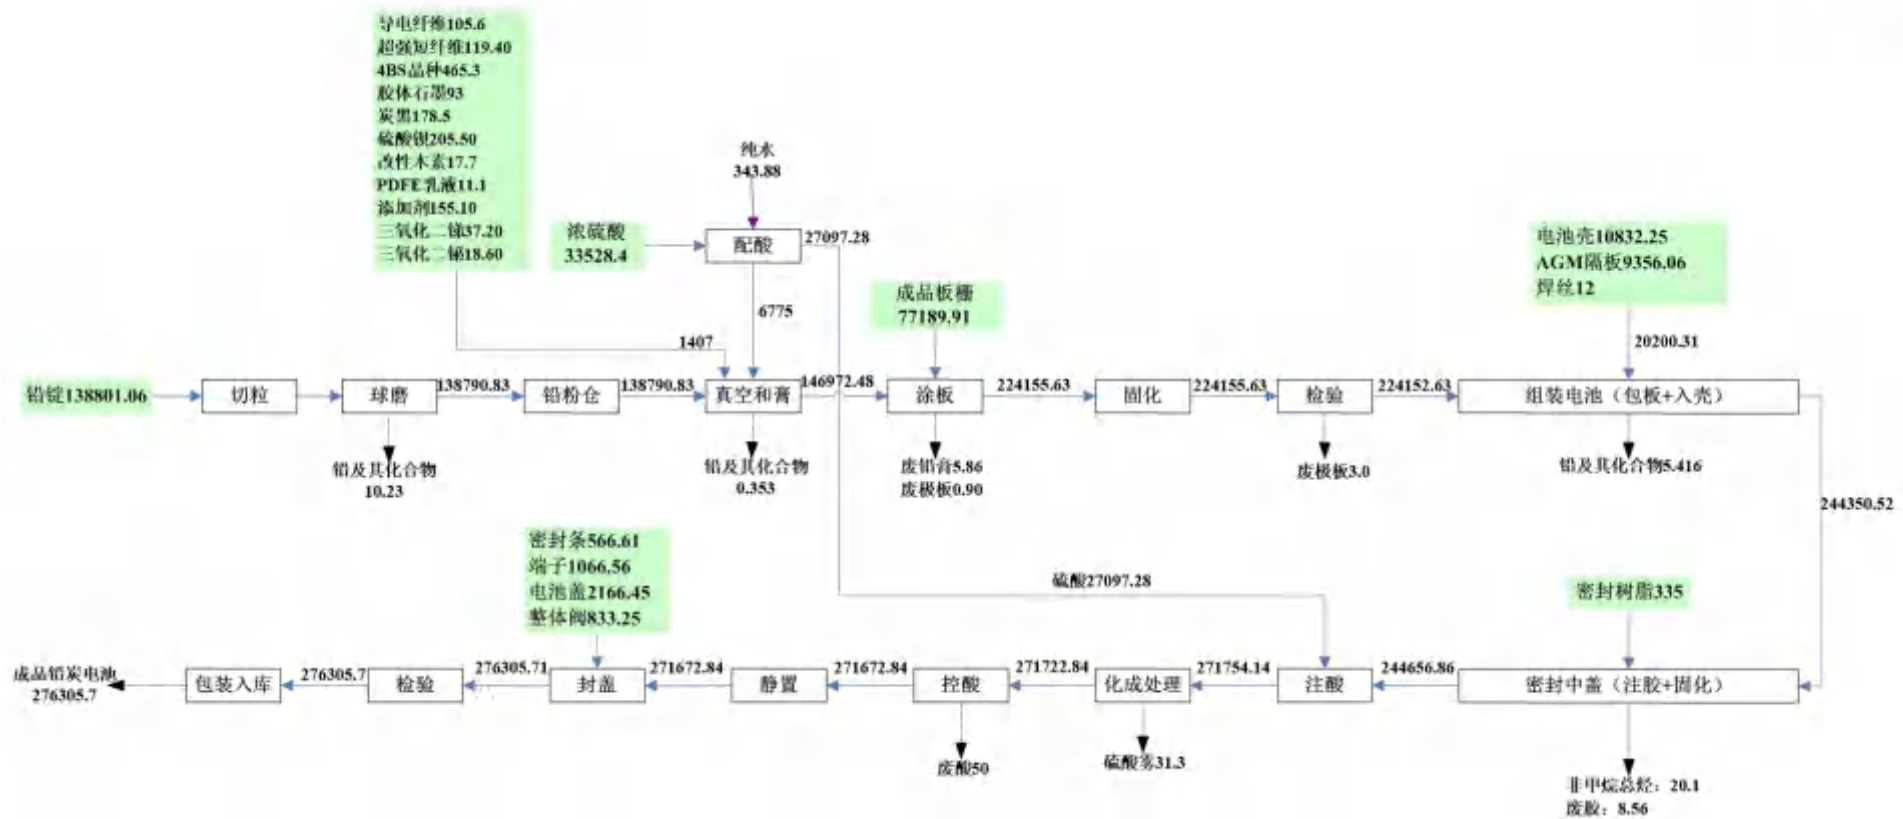 导电纤维105.6
超强短纤维119.40
4BS品种465.3
胶体石墨93
炭黑178.5
硫酸钡205.50
改性木素17.7
PDFE乳液11.1
添加剂155.10
三氧化二锑37.20
三氧化二铋18.60
纯水
343.88
浓硫酸
33528.4
配酸
27097.28
6775
1407
成品板栅
77189.91
电池壳10832.25
AGM隔板9356.06
焊丝12
20200.31
铅锭138801.06
切粒
球磨
138790.83
铅粉仓
138790.83
真空和膏
146972.48
涂板
224155.63
固化
224155.63
检验
224152.63
组装电池（包板+入壳）
铅及其化合物
10.23
铅及其化合物
0.353
废铅膏5.86
废极板0.90
废极板3.0
铅及其化合物5.416
244350.52
密封条566.61
端子1066.56
电池盖2166.45
整体阀833.25
硫酸27097.28
密封树脂335
成品铅炭电池
276305.7
包装入库
276305.7
检验
276305.71
封盖
271672.84
静置
271672.84
控酸
271722.84
化成处理
271754.14
注酸
244656.86
密封中盖（注胶+固化）
废酸50
硫酸雾31.3
非甲烷总烃：20.1
废胶：8.56